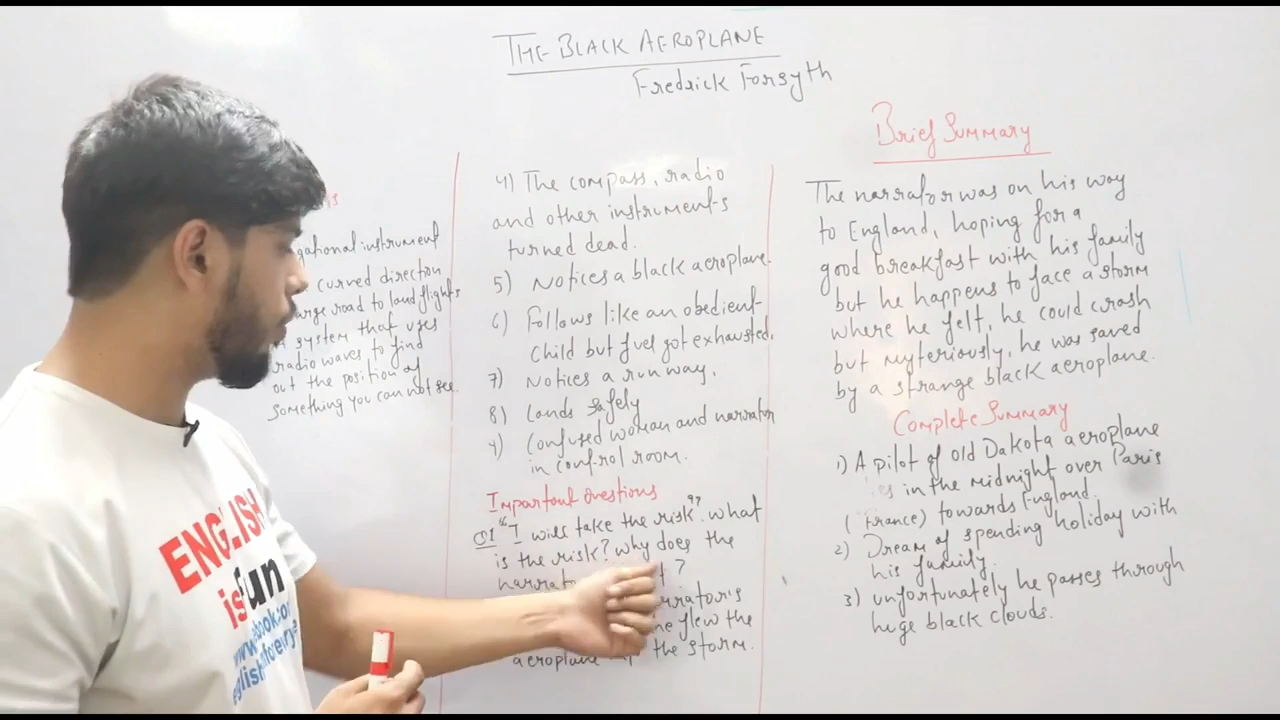 THE BLACK AEROPLANE
Fredrick Forsyth
gational instrument
curved direction
road to land flights
A system that uses
radio waves to find
out the position of
something you can not see.
4) The compass, radio
and other instruments
turned dead.
5) Notices a black aeroplane.
6) Follows like an obedient
child but fuel got exhausted.
7) Notices a runway.
8) Lands safely
9) Confused woman and narrator
in control room.
Important Questions
Q1 "I will take the risk". What
is the risk? Why does the
?
the
aeroplane the storm.
Brief Summary
The narrator was on his way
to England, hoping for a
good breakfast with his family
but he happens to face a storm
where he felt, he could crash
but mysteriously, he was saved
by a strange black aeroplane.
Complete Summary
1) A pilot of old Dakota aeroplane
in the midnight over Paris
(France) towards England.
2) Dream of spending holiday with
his family.
3) unfortunately he passes through
huge black clouds.
ENGLISH
is Fun